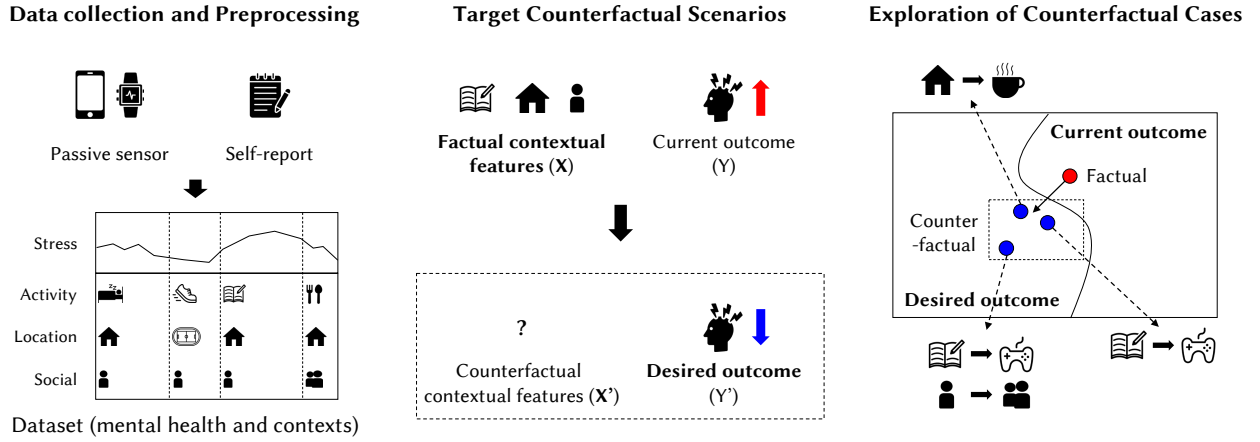 Data collection and Preprocessing
Passive sensor
Self-report
Stress
Activity
zz
Location
Social
Dataset (mental health and contexts)
Target Counterfactual Scenarios
Factual contextual
features (X)
Current outcome
(Y)
?
Counterfactual
contextual features (X’)
Desired outcome
(Y’)
Exploration of Counterfactual Cases
Current outcome
Factual
Counter
-factual
Desired outcome